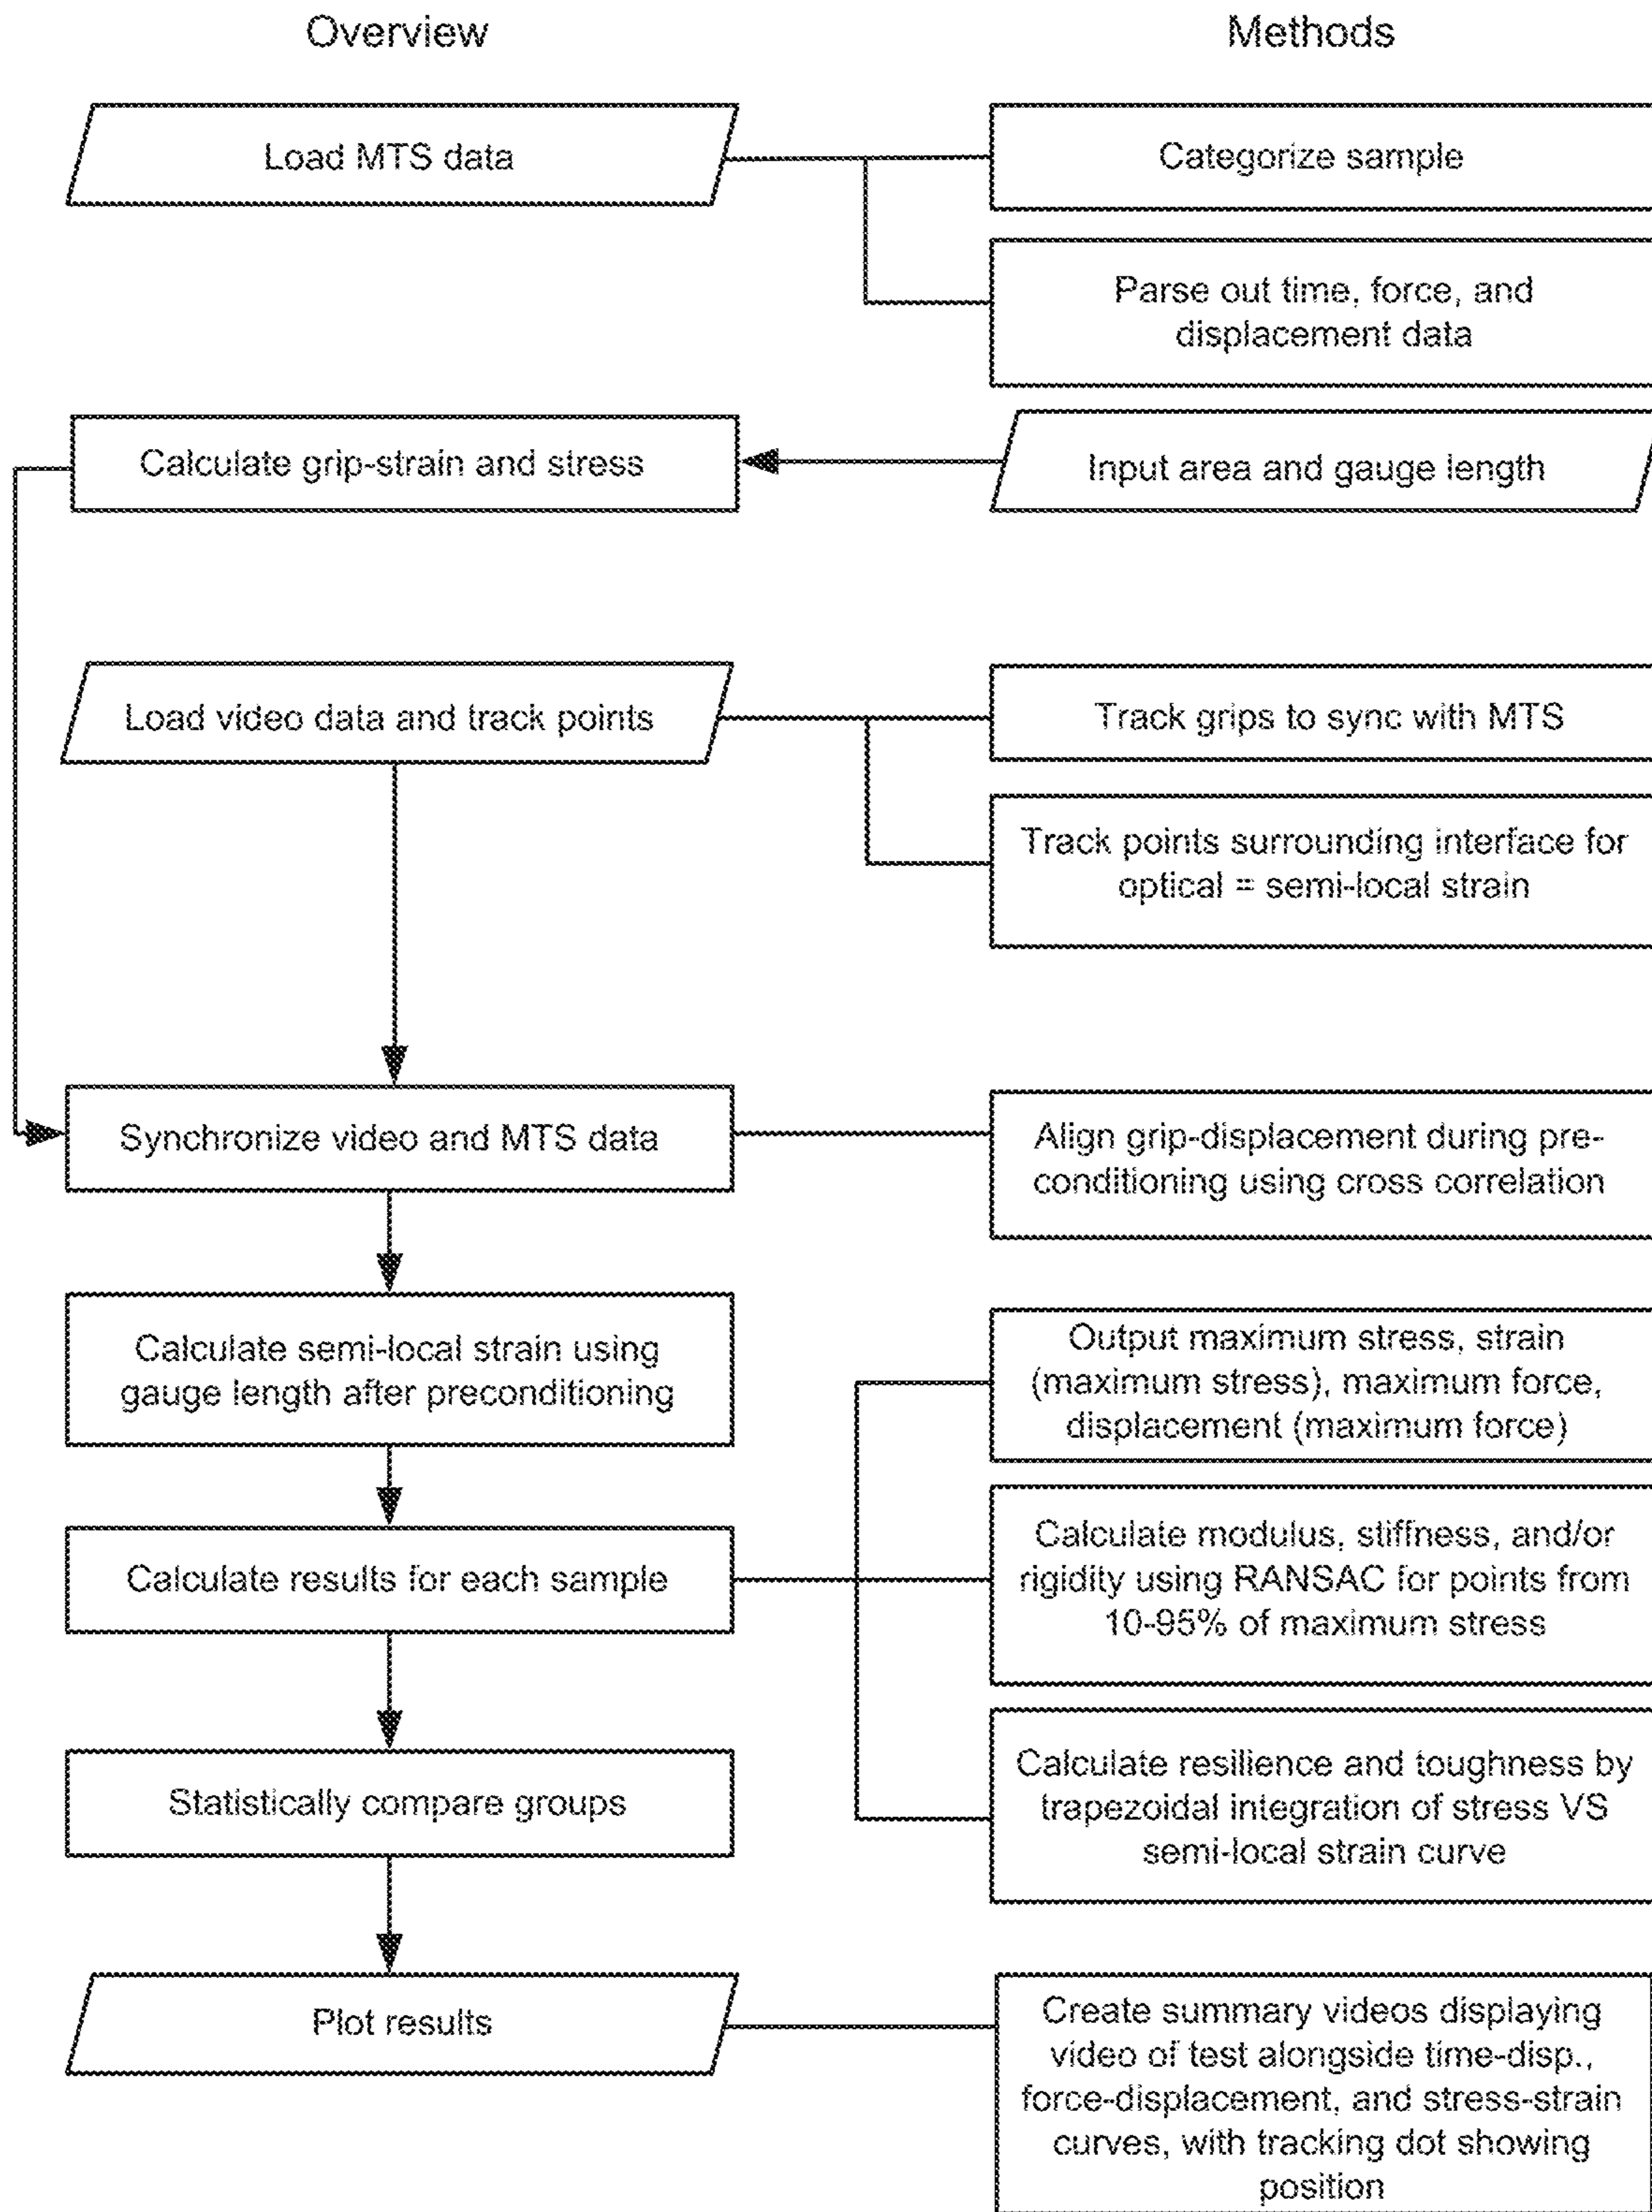 Overview
Methods
Load MTS data
Categorize sample
Parse out time, force, and
displacement data
Calculate grip-strain and stress
Input area and gauge length
Load video data and track points
Track grips to sync with MTS
Track points surrounding interface for
optical = semi-local strain
Synchronize video and MTS data
Align grip-displacement during pre-
conditioning using cross correlation
Calculate semi-local strain using
gauge length after preconditioning
Output maximum stress, strain
(maximum stress), maximum force,
displacement (maximum force)
Calculate results for each sample
Calculate modulus, stiffness, and/or
rigidity using RANSAC for points from
10-95% of maximum stress
Calculate resilience and toughness by
trapezoidal integration of stress VS
semi-local strain curve
Statistically compare groups
Plot results
Create summary videos displaying
video of test alongside time-disp.,
force-displacement, and stress-strain
curves, with tracking dot showing
position